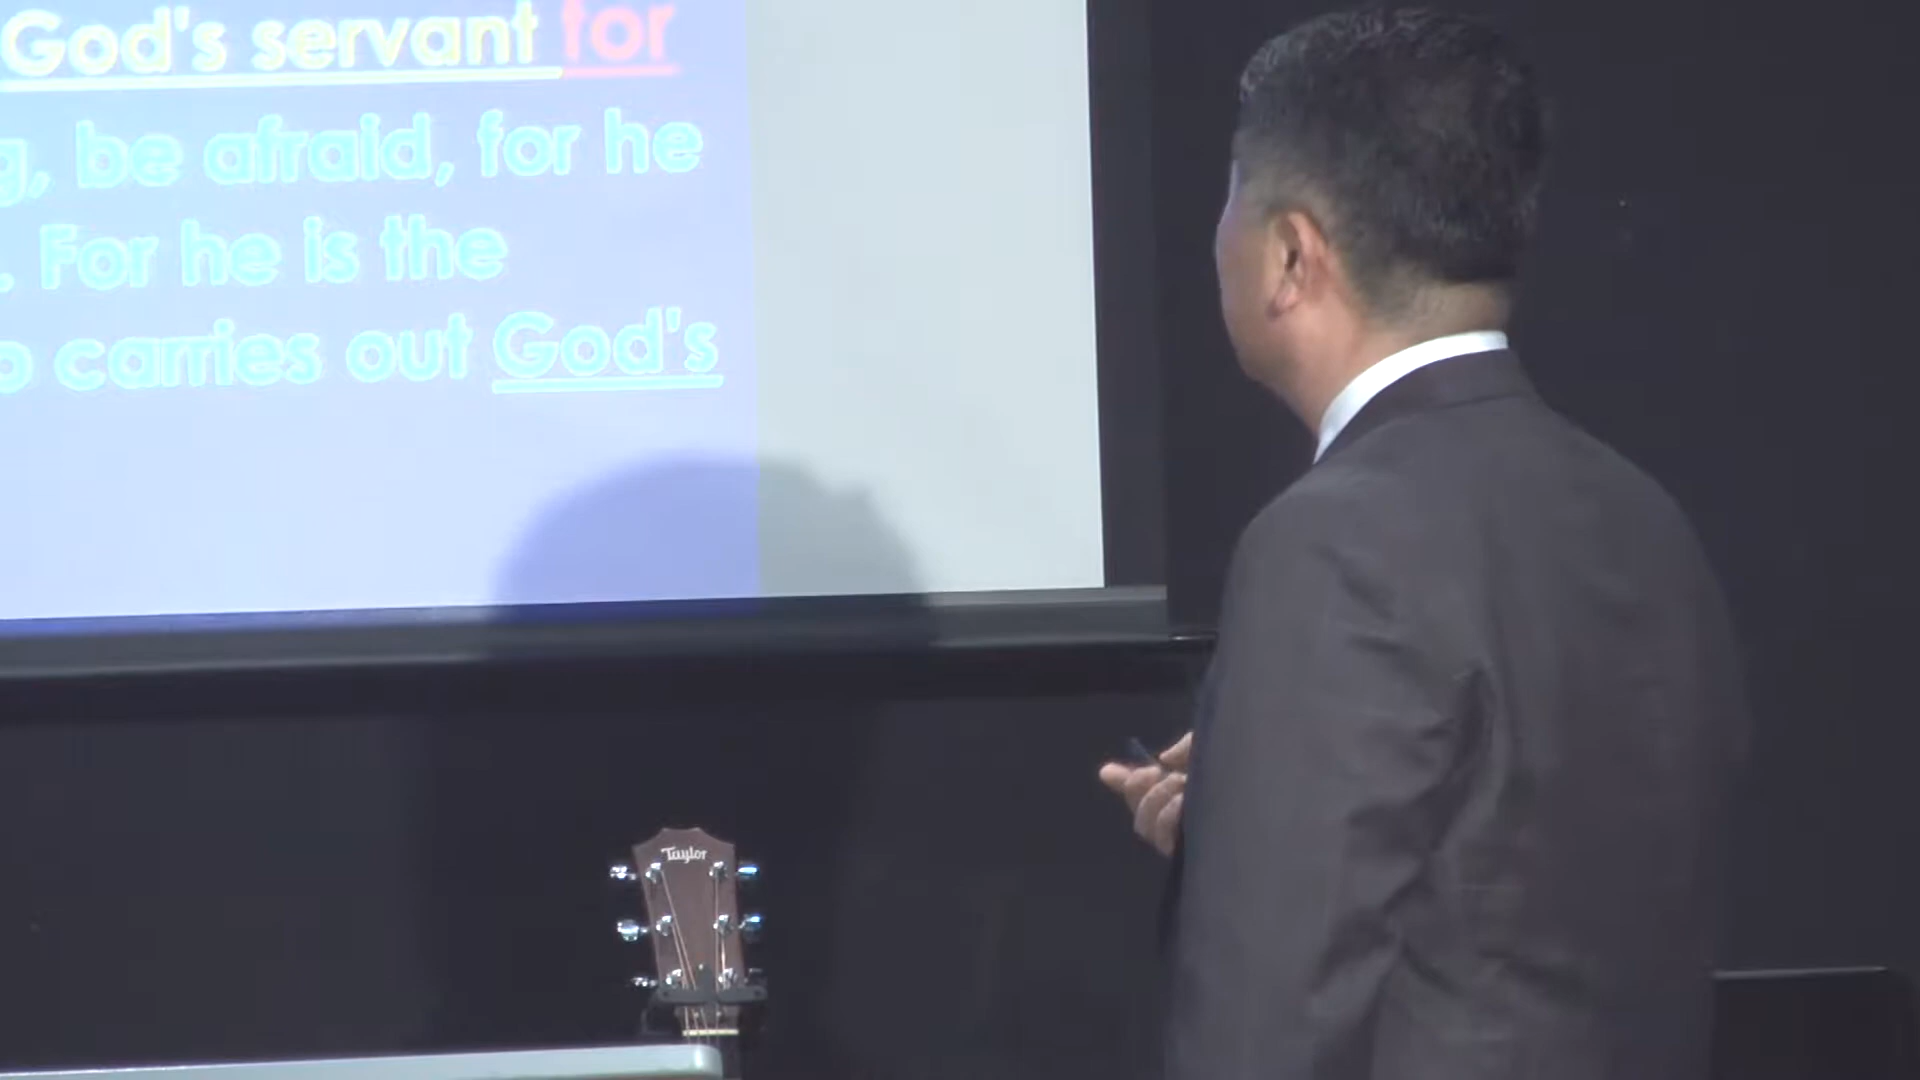 God's servant for
be afraid, for he
. For he is the
carries out God's
Taylor